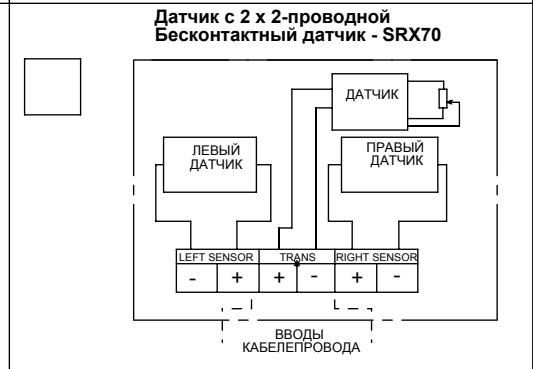 Датчик с 2 x 2-проводной
Бесконтактный датчик - SRX70
ДАТЧИК
ЛЕВЫЙ
ДАТЧИК
ПРАВЫЙ
ДАТЧИК
LEFT SENSOR TRANS RIGHT SENSOR
- + + - + -
ВВОДЫ
КАБЕЛЕПРОВОДА